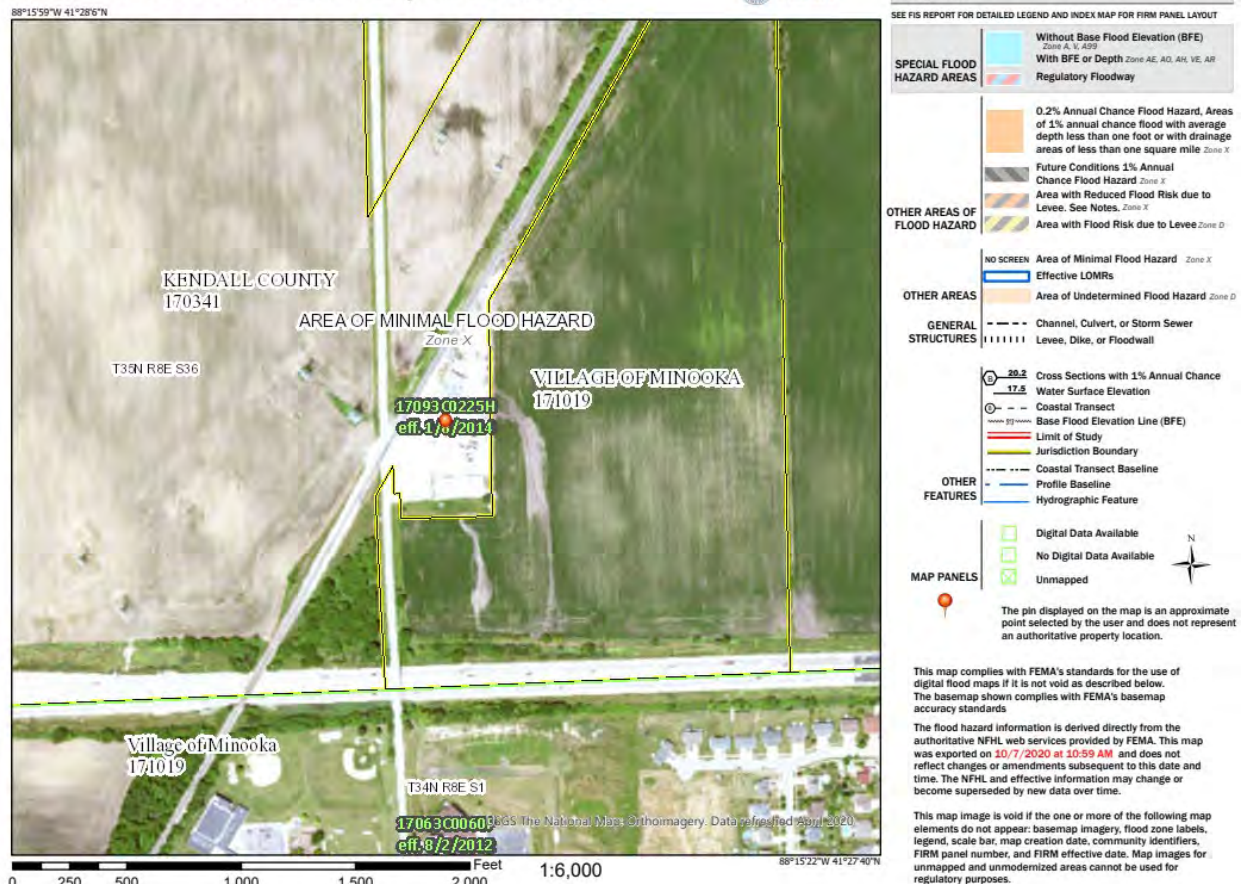 88°15'59"W 41°28'6"N
KENDALL COUNTY
170341
AREA OF MINIMAL FLOOD HAZARD
Zone X
T35N R8E S36
VILLAGE OF MINOOKA
171019
17093C0225H
eff. 1/8/2014
Village of Minooka
171019
T34N R8E S1
17063C0060
eff. 8/2/2012
USGS The National Map: Orthoimagery. Data refreshed April 2020
88°15'22"W 41°27'40"N
0 250 500 1,000 1,500 2,000
Feet
1:6,000
SEE FIS REPORT FOR DETAILED LEGEND AND INDEX MAP FOR FIRM PANEL LAYOUT
SPECIAL FLOOD
HAZARD AREAS
Without Base Flood Elevation (BFE)
Zone A, V, A99
With BFE or Depth Zone AE, AO, AH, VE, AR
Regulatory Floodway
OTHER AREAS OF
FLOOD HAZARD
0.2% Annual Chance Flood Hazard, Areas
of 1% annual chance flood with average
depth less than one foot or with drainage
areas of less than one square mile Zone X
Future Conditions 1% Annual
Chance Flood Hazard Zone X
Area with Reduced Flood Risk due to
Levee. See Notes. Zone X
Area with Flood Risk due to Levee Zone D
OTHER AREAS
NO SCREEN Area of Minimal Flood Hazard Zone X
Effective LOMRs
Area of Undetermined Flood Hazard Zone D
GENERAL
STRUCTURES
Channel, Culvert, or Storm Sewer
Levee, Dike, or Floodwall
OTHER
FEATURES
B 20.2 Cross Sections with 1% Annual Chance
17.5 Water Surface Elevation
Coastal Transect
Base Flood Elevation Line (BFE)
Limit of Study
Jurisdiction Boundary
Coastal Transect Baseline
Profile Baseline
Hydrographic Feature
MAP PANELS
Digital Data Available
No Digital Data Available
Unmapped
N
The pin displayed on the map is an approximate
point selected by the user and does not represent
an authoritative property location.
This map complies with FEMA's standards for the use of
digital flood maps if it is not void as described below.
The basemap shown complies with FEMA's basemap
accuracy standards
The flood hazard information is derived directly from the
authoritative NFHL web services provided by FEMA. This map
was exported on 10/7/2020 at 10:59 AM and does not
reflect changes or amendments subsequent to this date and
time. The NFHL and effective information may change or
become superseded by new data over time.
This map image is void if the one or more of the following map
elements do not appear: basemap imagery, flood zone labels,
legend, scale bar, map creation date, community identifiers,
FIRM panel number, and FIRM effective date. Map images for
unmapped and unmodernized areas cannot be used for
regulatory purposes.